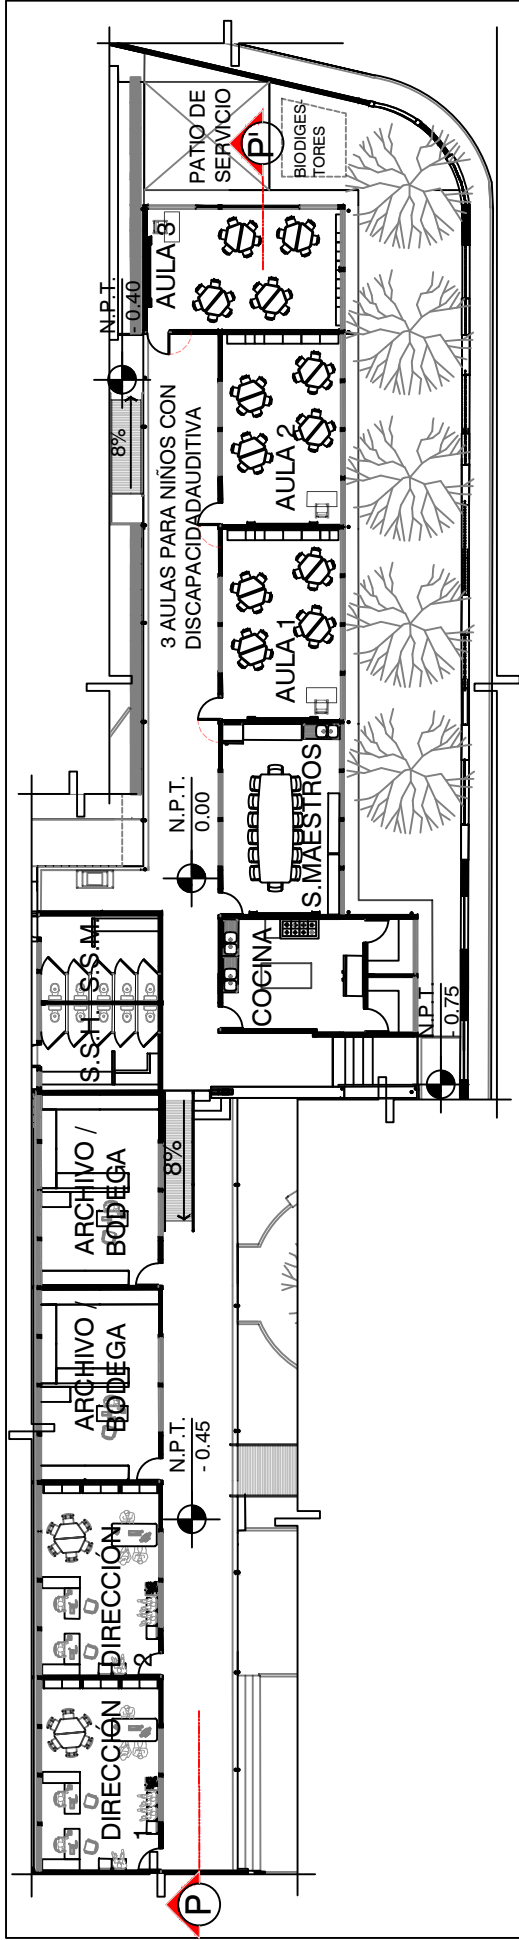 PATIO DE
SERVICIO
P'
BIODIGES-
TORES
AULA 3
N.P.T.
0.40
8%
3 AULAS PARA NIÑOS CON
DISCAPACIDADAUDITIVA
AULA 2
AULA 1
N.P.T.
0.00
S.MAESTROS
COCINA
S.S.H. S.S.M.
N.P.T.
- 0.75
8%
ARCHIVO /
BODEGA
ARCHIVO /
BODEGA
N.P.T.
- 0.45
DIRECCIÓN
2
DIRECCIÓN
1
P